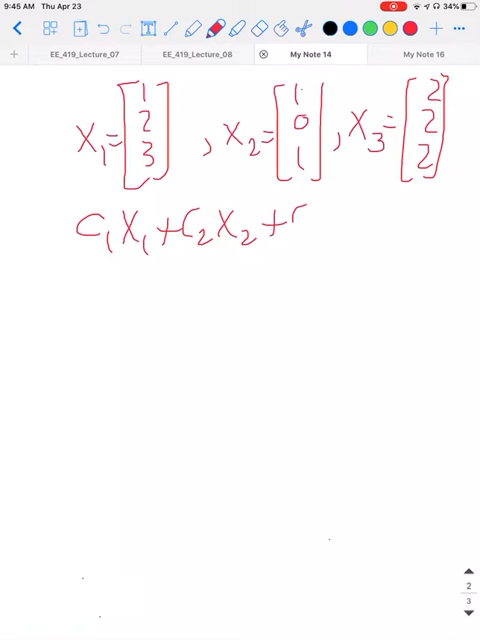 9:45 AM Thu Apr 23 34%
EE_419_Lecture_07 EE_419_Lecture_08 My Note 14 My Note 16
X₁ = [1 2 3] , X₂ = [1 0 1] , X₃ = [2 2 2]
C₁X₁ + C₂X₂ +
2
3